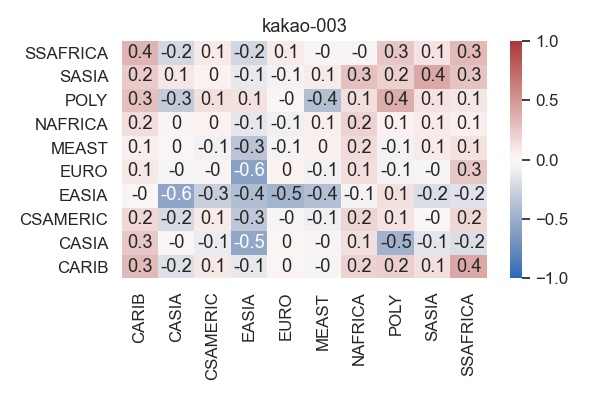 kakao-003
SSAFRICA 0.4 -0.2 0.1 -0.2 0.1 -0 -0 0.3 0.1 0.3
SASIA 0.2 0.1 0 -0.1 -0.1 0.1 0.3 0.2 0.4 0.3
POLY 0.3 -0.3 0.1 0.1 -0 -0.4 0.1 0.4 0.1 0.1
NAFRICA 0.2 0 0 -0.1 -0.1 0.1 0.2 0.1 0.1 0.1
MEAST 0.1 0 -0.1 -0.3 -0.1 0 0.2 -0.1 0.1 0.1
EURO 0.1 -0 -0 -0.6 0 -0.1 0.1 -0.1 -0 0.3
EASIA -0 -0.6 -0.3 -0.4 -0.5 -0.4 -0.1 0.1 -0.2 -0.2
CSAMERIC 0.2 -0.2 0.1 -0.3 -0 -0.1 0.2 0.1 -0 0.2
CASIA 0.3 -0 -0.1 -0.5 0 -0 0.1 -0.5 -0.1 -0.2
CARIB 0.3 -0.2 0.1 -0.1 0 -0 0.2 0.2 0.1 0.4
CARIB CASIA CSAMERIC EASIA EURO MEAST NAFRICA POLY SASIA SSAFRICA
1.0
0.5
0.0
−0.5
−1.0